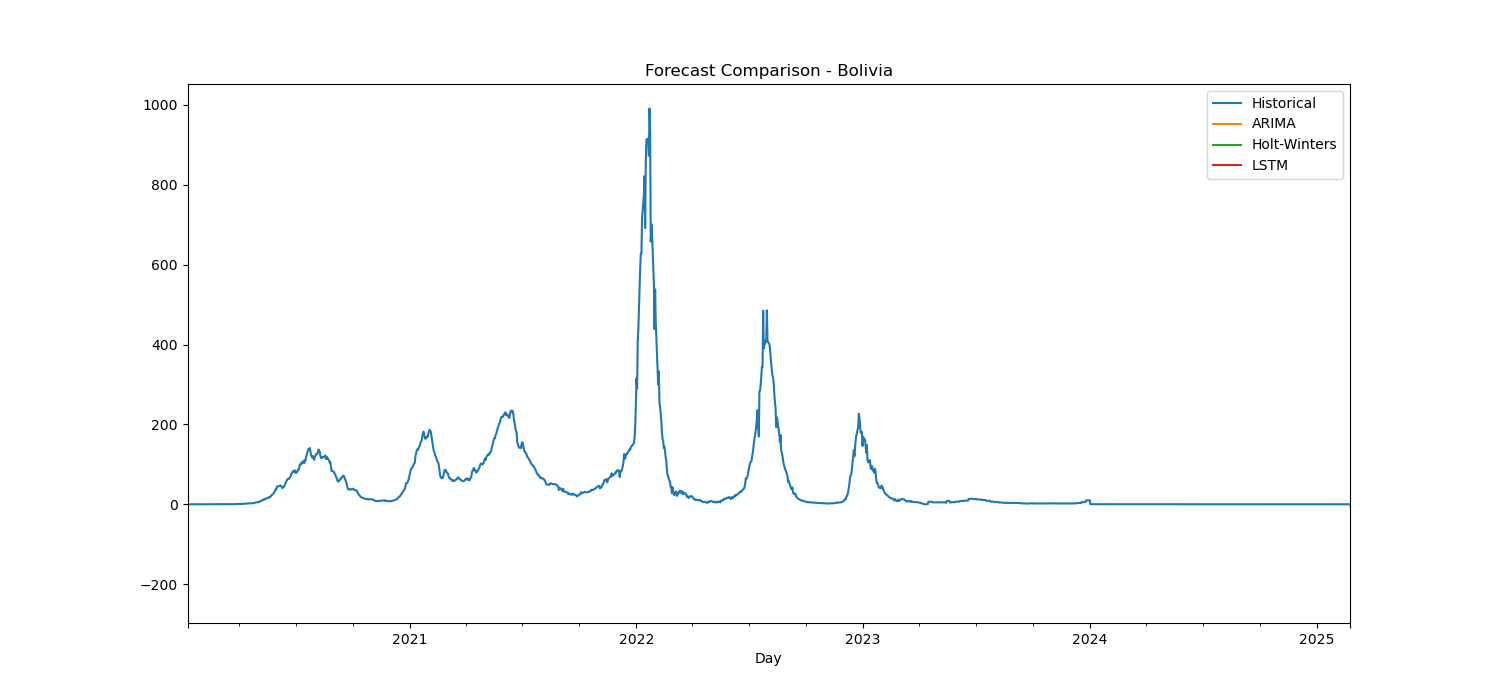 Forecast Comparison - Bolivia
Historical
ARIMA
Holt-Winters
LSTM
1000
800
600
400
200
0
−200
2021
2022
2023
2024
2025
Day